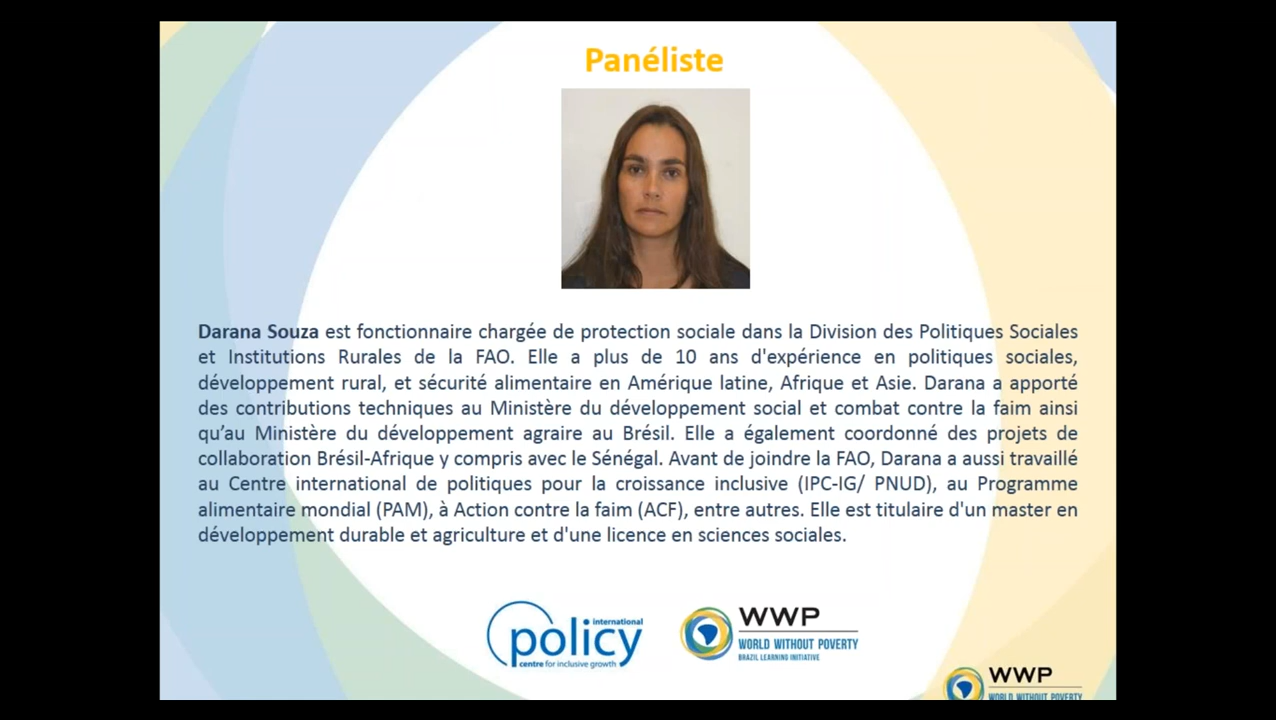 Panéliste
Darana Souza est fonctionnaire chargée de protection sociale dans la Division des Politiques Sociales
et Institutions Rurales de la FAO. Elle a plus de 10 ans d'expérience en politiques sociales,
développement rural, et sécurité alimentaire en Amérique latine, Afrique et Asie. Darana a apporté
des contributions techniques au Ministère du développement social et combat contre la faim ainsi
qu’au Ministère du développement agraire au Brésil. Elle a également coordonné des projets de
collaboration Brésil-Afrique y compris avec le Sénégal. Avant de joindre la FAO, Darana a aussi travaillé
au Centre international de politiques pour la croissance inclusive (IPC-IG/ PNUD), au Programme
alimentaire mondial (PAM), à Action contre la faim (ACF), entre autres. Elle est titulaire d'un master en
développement durable et agriculture et d'une licence en sciences sociales.
international
policy
centre for inclusive growth
WWP
WORLD WITHOUT POVERTY
BRAZIL LEARNING INITIATIVE
WWP
WORLD WITHOUT POVERTY